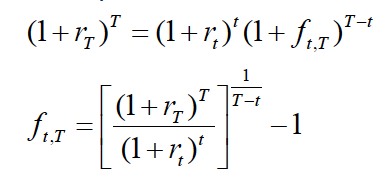 (1+r_T)^T = (1+r_t)^t (1+f_{t,T})^{T-t}
f_{t,T} = [ (1+r_T)^T / (1+r_t)^t ]^{1/(T-t)} - 1